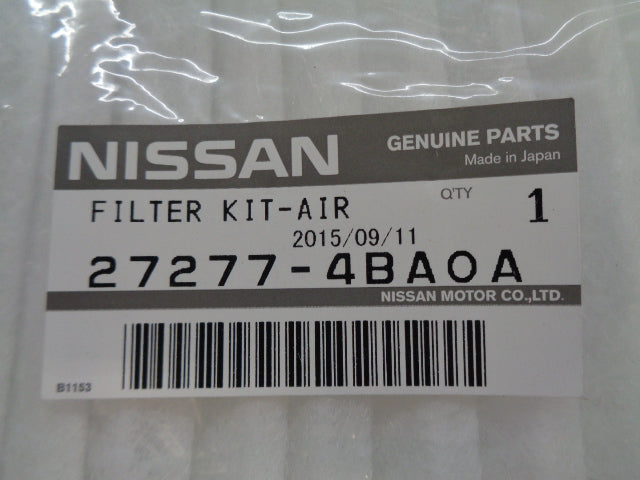 NISSAN
GENUINE PARTS
Made in Japan
FILTER KIT-AIR
Q'TY 1
2015/09/11
27277-4BA0A
NISSAN MOTOR CO.,LTD.
B1153